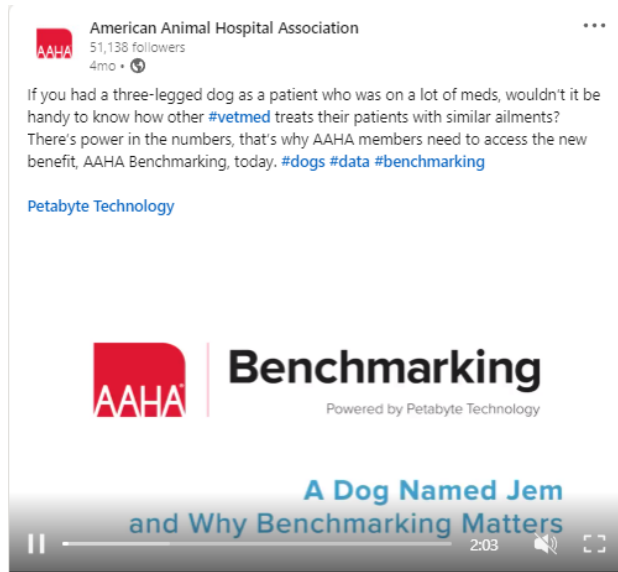 American Animal Hospital Association
51,138 followers
4mo •
If you had a three-legged dog as a patient who was on a lot of meds, wouldn't it be
handy to know how other #vetmed treats their patients with similar ailments?
There's power in the numbers, that's why AAHA members need to access the new
benefit, AAHA Benchmarking, today. #dogs #data #benchmarking
Petabyte Technology
AAHA
Benchmarking
Powered by Petabyte Technology
AAHA
A Dog Named Jem
and Why Benchmarking Matters
2:03